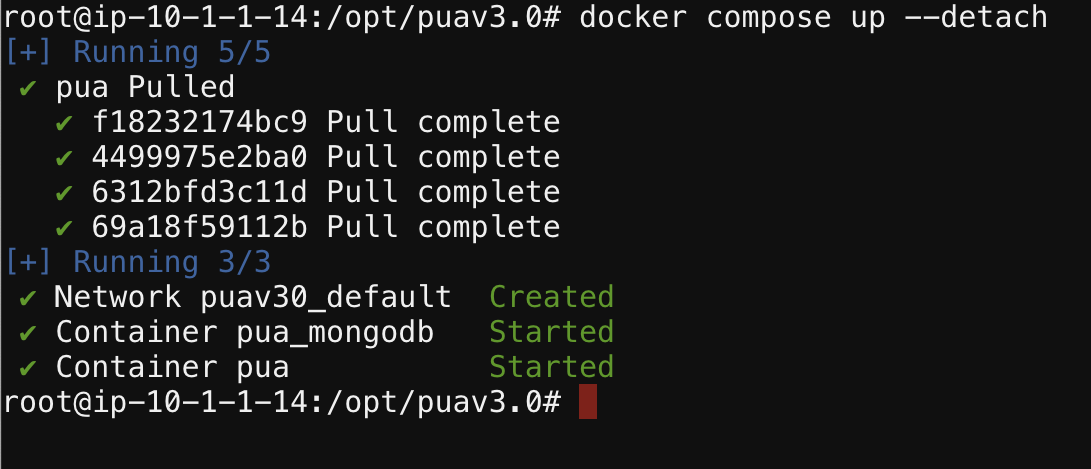 root@ip-10-1-1-14:/opt/puav3.0# docker compose up --detach
[+] Running 5/5
✔ pua Pulled
✔ f18232174bc9 Pull complete
✔ 4499975e2ba0 Pull complete
✔ 6312bfd3c11d Pull complete
✔ 69a18f59112b Pull complete
[+] Running 3/3
✔ Network puav30_default Created
✔ Container pua_mongodb Started
✔ Container pua Started
root@ip-10-1-1-14:/opt/puav3.0#